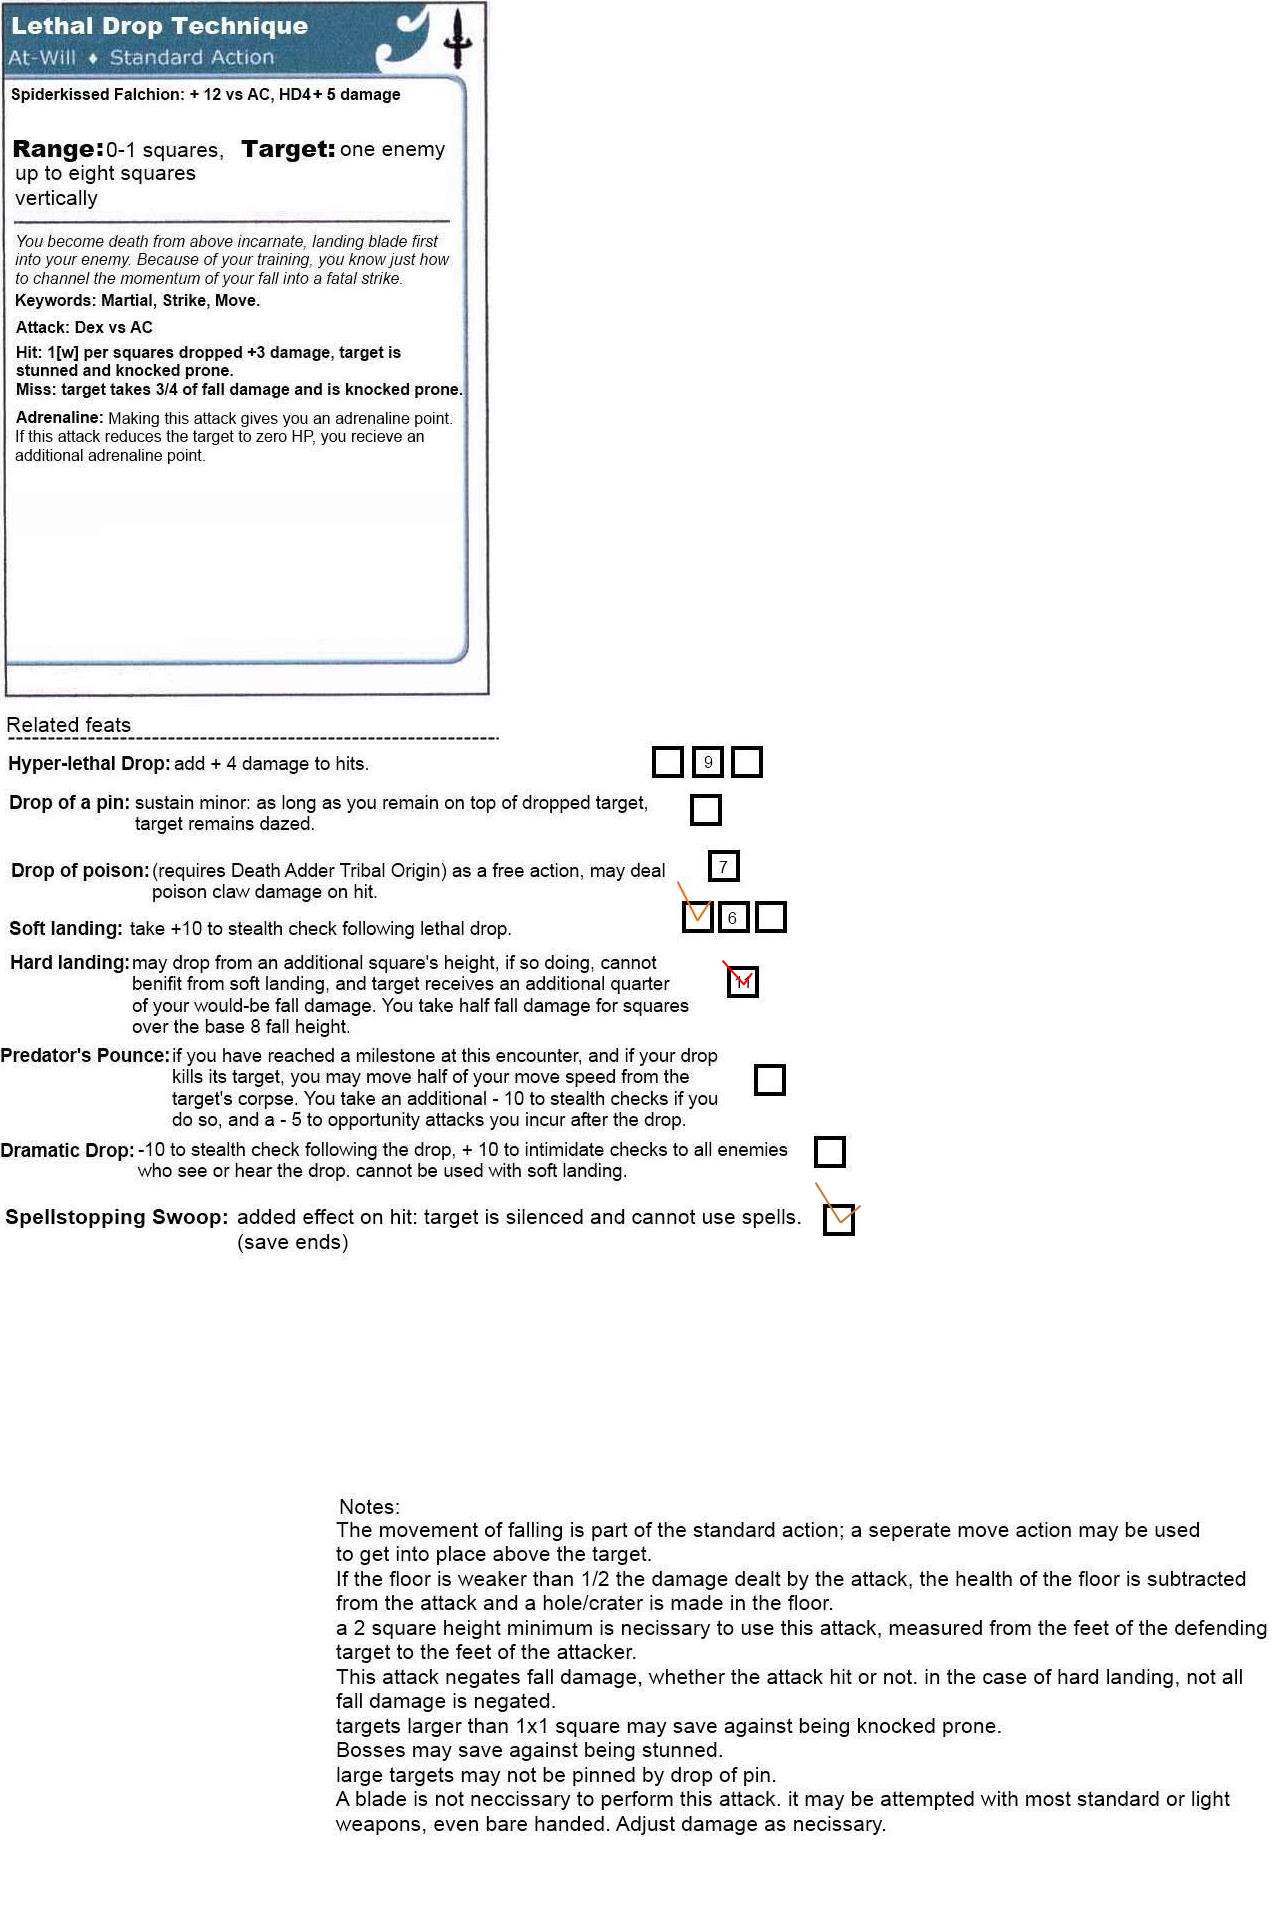 Lethal Drop Technique
At-Will ♦ Standard Action
Spiderkissed Falchion: + 12 vs AC, HD4+ 5 damage
Range: 0-1 squares, Target: one enemy
up to eight squares
vertically
You become death from above incarnate, landing blade first
into your enemy. Because of your training, you know just how
to channel the momentum of your fall into a fatal strike.
Keywords: Martial, Strike, Move.
Attack: Dex vs AC
Hit: 1[w] per squares dropped +3 damage, target is
stunned and knocked prone.
Miss: target takes 3/4 of fall damage and is knocked prone.
Adrenaline: Making this attack gives you an adrenaline point.
If this attack reduces the target to zero HP, you recieve an
additional adrenaline point.
Related feats
Hyper-lethal Drop: add + 4 damage to hits. 9
Drop of a pin: sustain minor: as long as you remain on top of dropped target,
target remains dazed.
Drop of poison: (requires Death Adder Tribal Origin) as a free action, may deal 7
poison claw damage on hit.
Soft landing: take +10 to stealth check following lethal drop. 6
Hard landing: may drop from an additional square's height, if so doing, cannot
benifit from soft landing, and target receives an additional quarter
of your would-be fall damage. You take half fall damage for squares
over the base 8 fall height.
Predator's Pounce: if you have reached a milestone at this encounter, and if your drop
kills its target, you may move half of your move speed from the
target's corpse. You take an additional - 10 to stealth checks if you
do so, and a - 5 to opportunity attacks you incur after the drop.
Dramatic Drop: -10 to stealth check following the drop, + 10 to intimidate checks to all enemies
who see or hear the drop. cannot be used with soft landing.
Spellstopping Swoop: added effect on hit: target is silenced and cannot use spells.
(save ends)
Notes:
The movement of falling is part of the standard action; a seperate move action may be used
to get into place above the target.
If the floor is weaker than 1/2 the damage dealt by the attack, the health of the floor is subtracted
from the attack and a hole/crater is made in the floor.
a 2 square height minimum is necissary to use this attack, measured from the feet of the defending
target to the feet of the attacker.
This attack negates fall damage, whether the attack hit or not. in the case of hard landing, not all
fall damage is negated.
targets larger than 1x1 square may save against being knocked prone.
Bosses may save against being stunned.
large targets may not be pinned by drop of pin.
A blade is not neccissary to perform this attack. it may be attempted with most standard or light
weapons, even bare handed. Adjust damage as necissary.